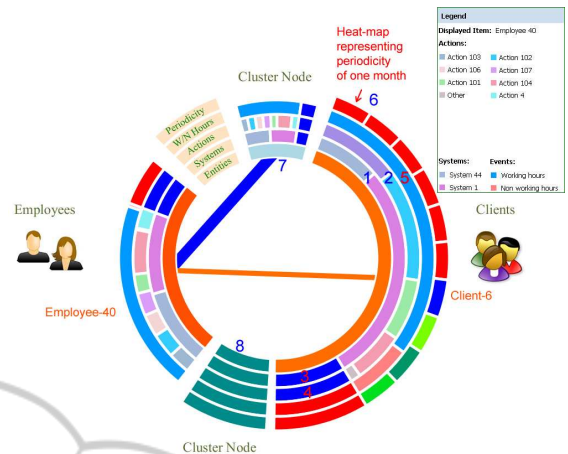 Heat-map
representing
periodicity
of one month
6
Cluster Node
Periodicity
W/N Hours
Actions
Systems
Entities
7
1
2
5
Employees
Clients
Employee-40
Client-6
8
3
4
Cluster Node
Legend
Displayed Item: Employee 40
Actions:
Action 103
Action 102
Action 106
Action 107
Action 101
Action 104
Other
Action 4
Systems:
Events:
System 44
Working hours
System 1
Non working hours